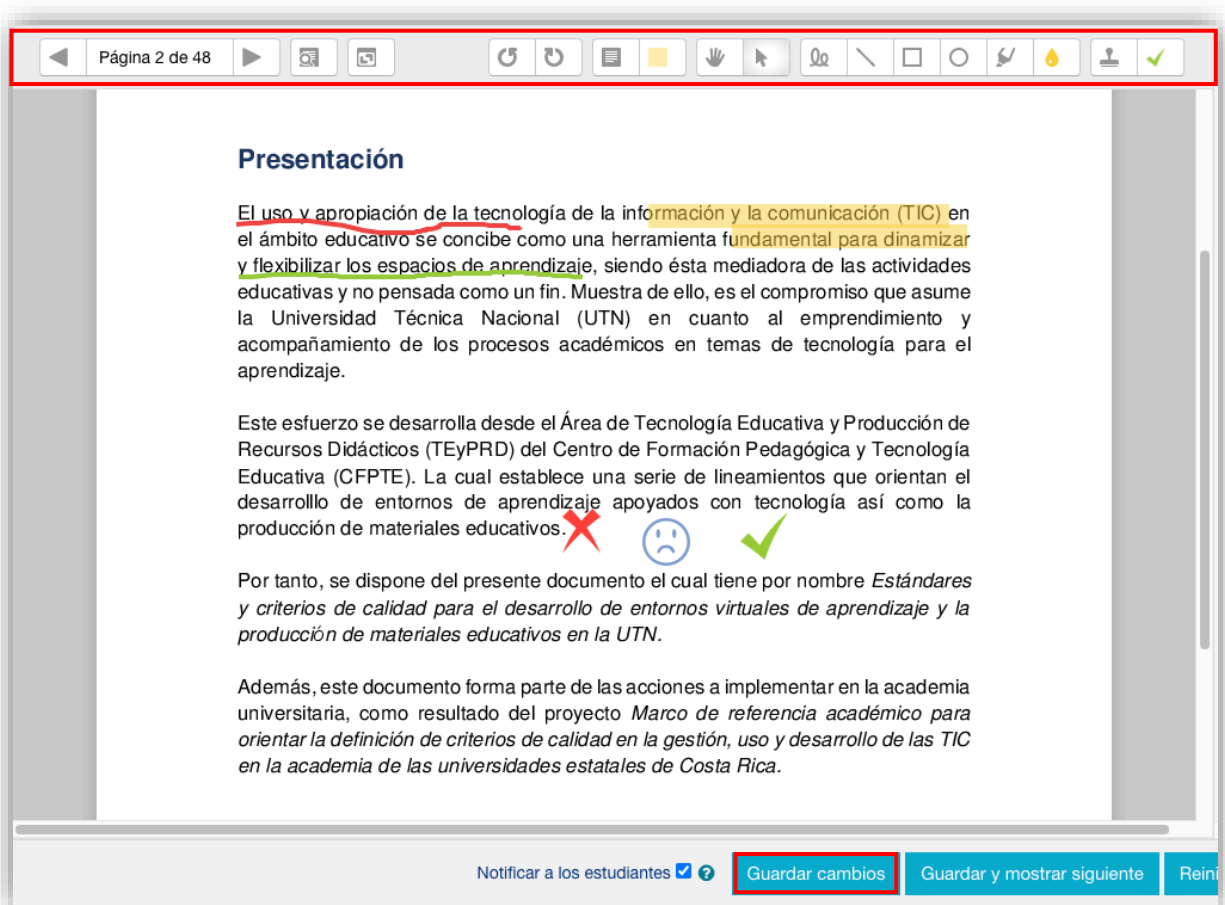 Página 2 de 48
Presentación
El uso y apropiación de la tecnología de la información y la comunicación (TIC) en
el ámbito educativo se concibe como una herramienta fundamental para dinamizar
y flexibilizar los espacios de aprendizaje, siendo ésta mediadora de las actividades
educativas y no pensada como un fin. Muestra de ello, es el compromiso que asume
la Universidad Técnica Nacional (UTN) en cuanto al emprendimiento y
acompañamiento de los procesos académicos en temas de tecnología para el
aprendizaje.
Este esfuerzo se desarrolla desde el Área de Tecnología Educativa y Producción de
Recursos Didácticos (TEyPRD) del Centro de Formación Pedagógica y Tecnología
Educativa (CFPTE). La cual establece una serie de lineamientos que orientan el
desarrolllo de entornos de aprendizaje apoyados con tecnología así como la
producción de materiales educativos.
Por tanto, se dispone del presente documento el cual tiene por nombre Estándares
y criterios de calidad para el desarrollo de entornos virtuales de aprendizaje y la
producción de materiales educativos en la UTN.
Además, este documento forma parte de las acciones a implementar en la academia
universitaria, como resultado del proyecto Marco de referencia académico para
orientar la definición de criterios de calidad en la gestión, uso y desarrollo de las TIC
en la academia de las universidades estatales de Costa Rica.
Notificar a los estudiantes ? Guardar cambios Guardar y mostrar siguiente Reini